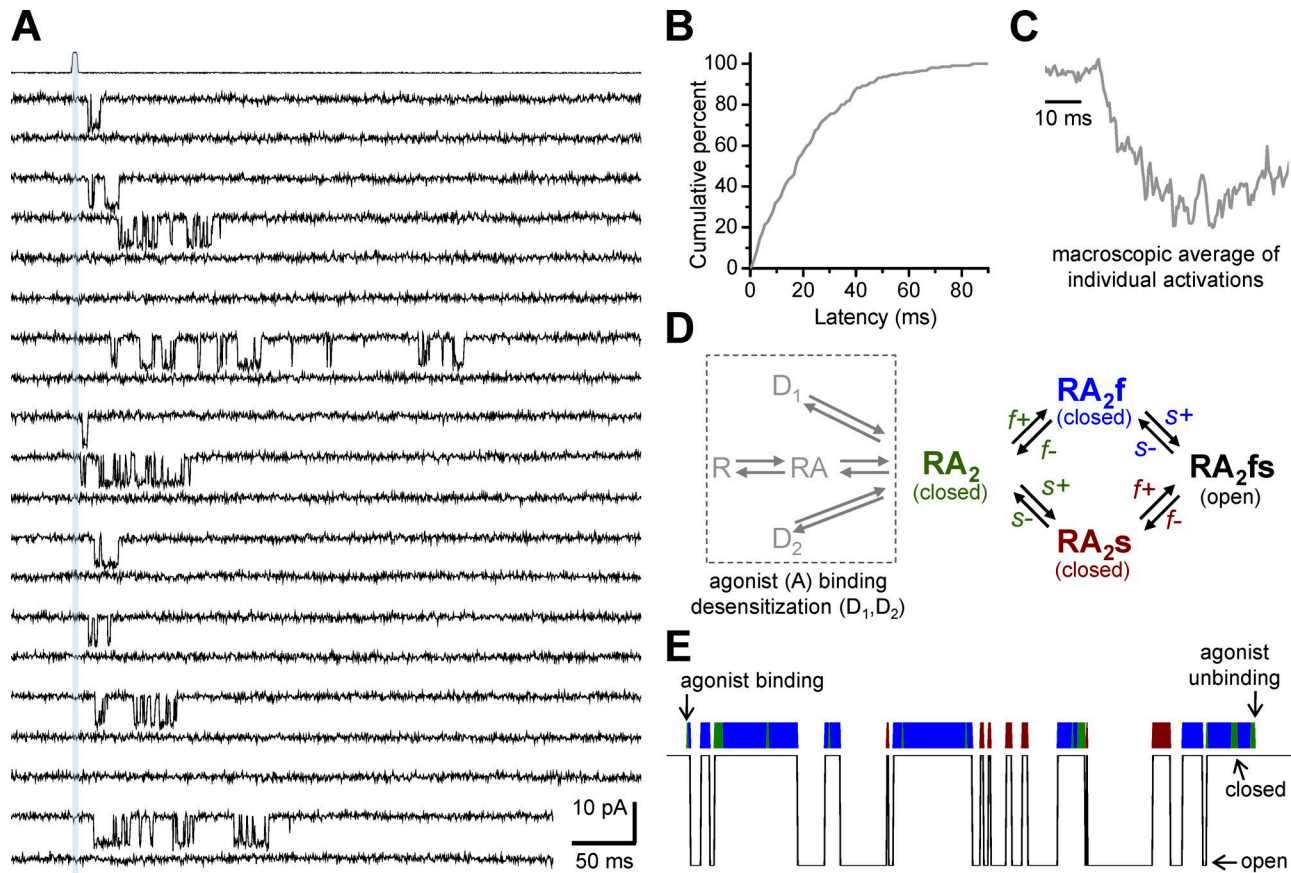 A
10 pA
50 ms
B
Cumulative percent
100
80
60
40
20
0
0 20 40 60 80
Latency (ms)
C
10 ms
macroscopic average of
individual activations
D
D1
R RA
D2
agonist (A) binding
desensitization (D1,D2)
RA2
(closed)
f+
f-
s+
s-
RA2f
(closed)
s+
s-
RA2fs
(open)
f+
f-
RA2s
(closed)
E
agonist binding
agonist
unbinding
closed
open